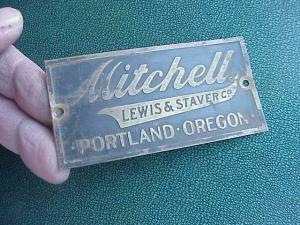 Mitchell
LEWIS & STAVER Co
PORTLAND · OREGON